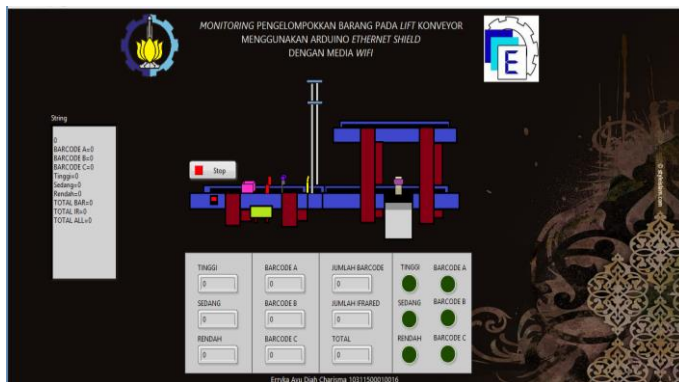 MONITORING PENGELOMPOKKAN BARANG PADA LIFT KONVEYOR
MENGGUNAKAN ARDUINO ETHERNET SHIELD
DENGAN MEDIA WIFI
E
String
0
BARCODE A=0
BARCODE B=0
BARCODE C=0
Tinggi=0
Sedang=0
Rendah=0
TOTAL BAR=0
TOTAL IR=0
TOTAL ALL=0
Stop
TINGGI BARCODE A JUMLAH BARCODE TINGGI BARCODE A
0 0 0
SEDANG BARCODE B JUMLAH IFRARED SEDANG BARCODE B
0 0 0
RENDAH BARCODE C TOTAL RENDAH BARCODE C
0 0 0
Erryka Ayu Diah Charisma 10311500010016